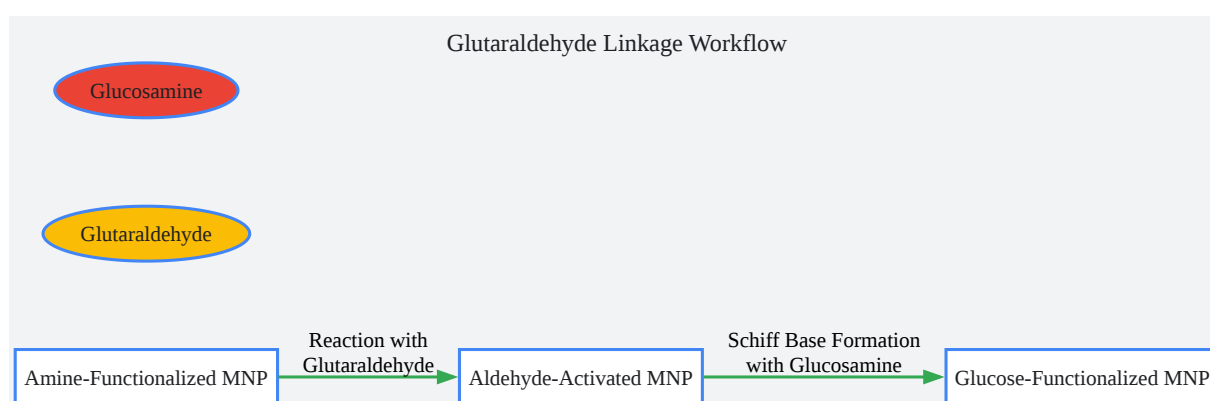 Glutaraldehyde Linkage Workflow
Glucosamine
Glutaraldehyde
Amine-Functionalized MNP
Reaction with
Glutaraldehyde
Aldehyde-Activated MNP
Schiff Base Formation
with Glucosamine
Glucose-Functionalized MNP